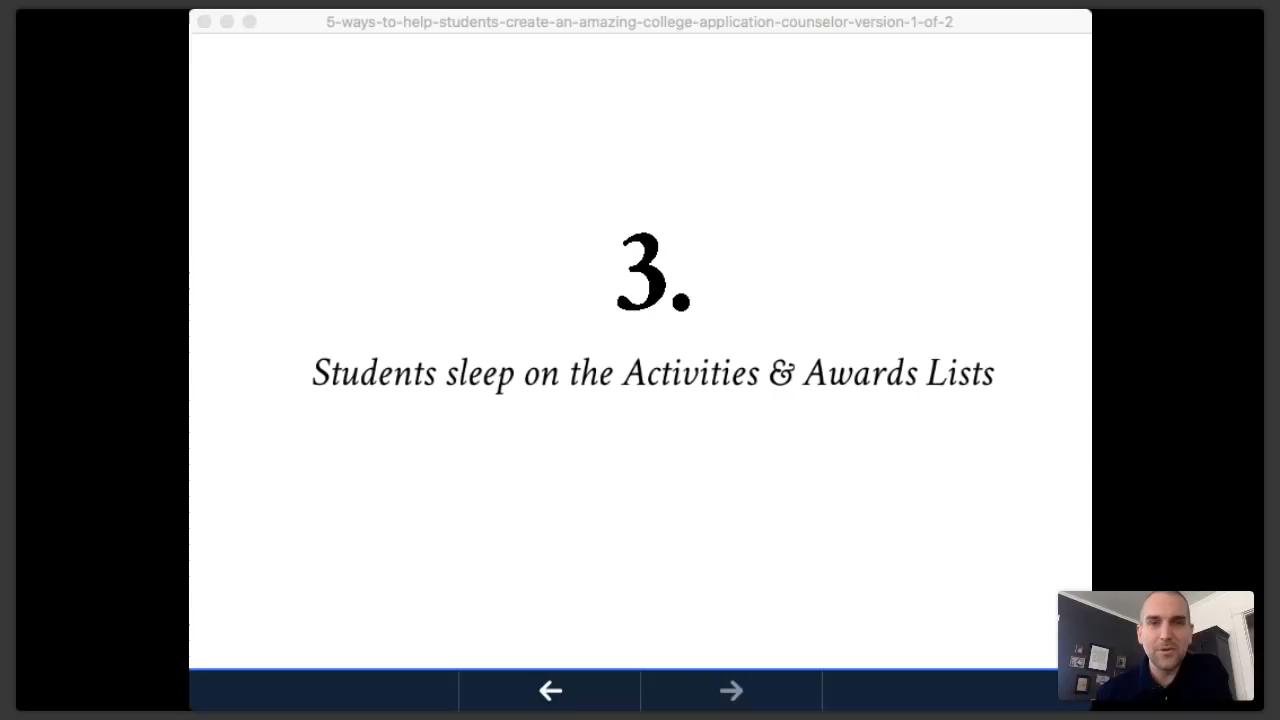 5-ways-to-help-students-create-an-amazing-college-application-counselor-version-1-of-2
3.
Students sleep on the Activities & Awards Lists